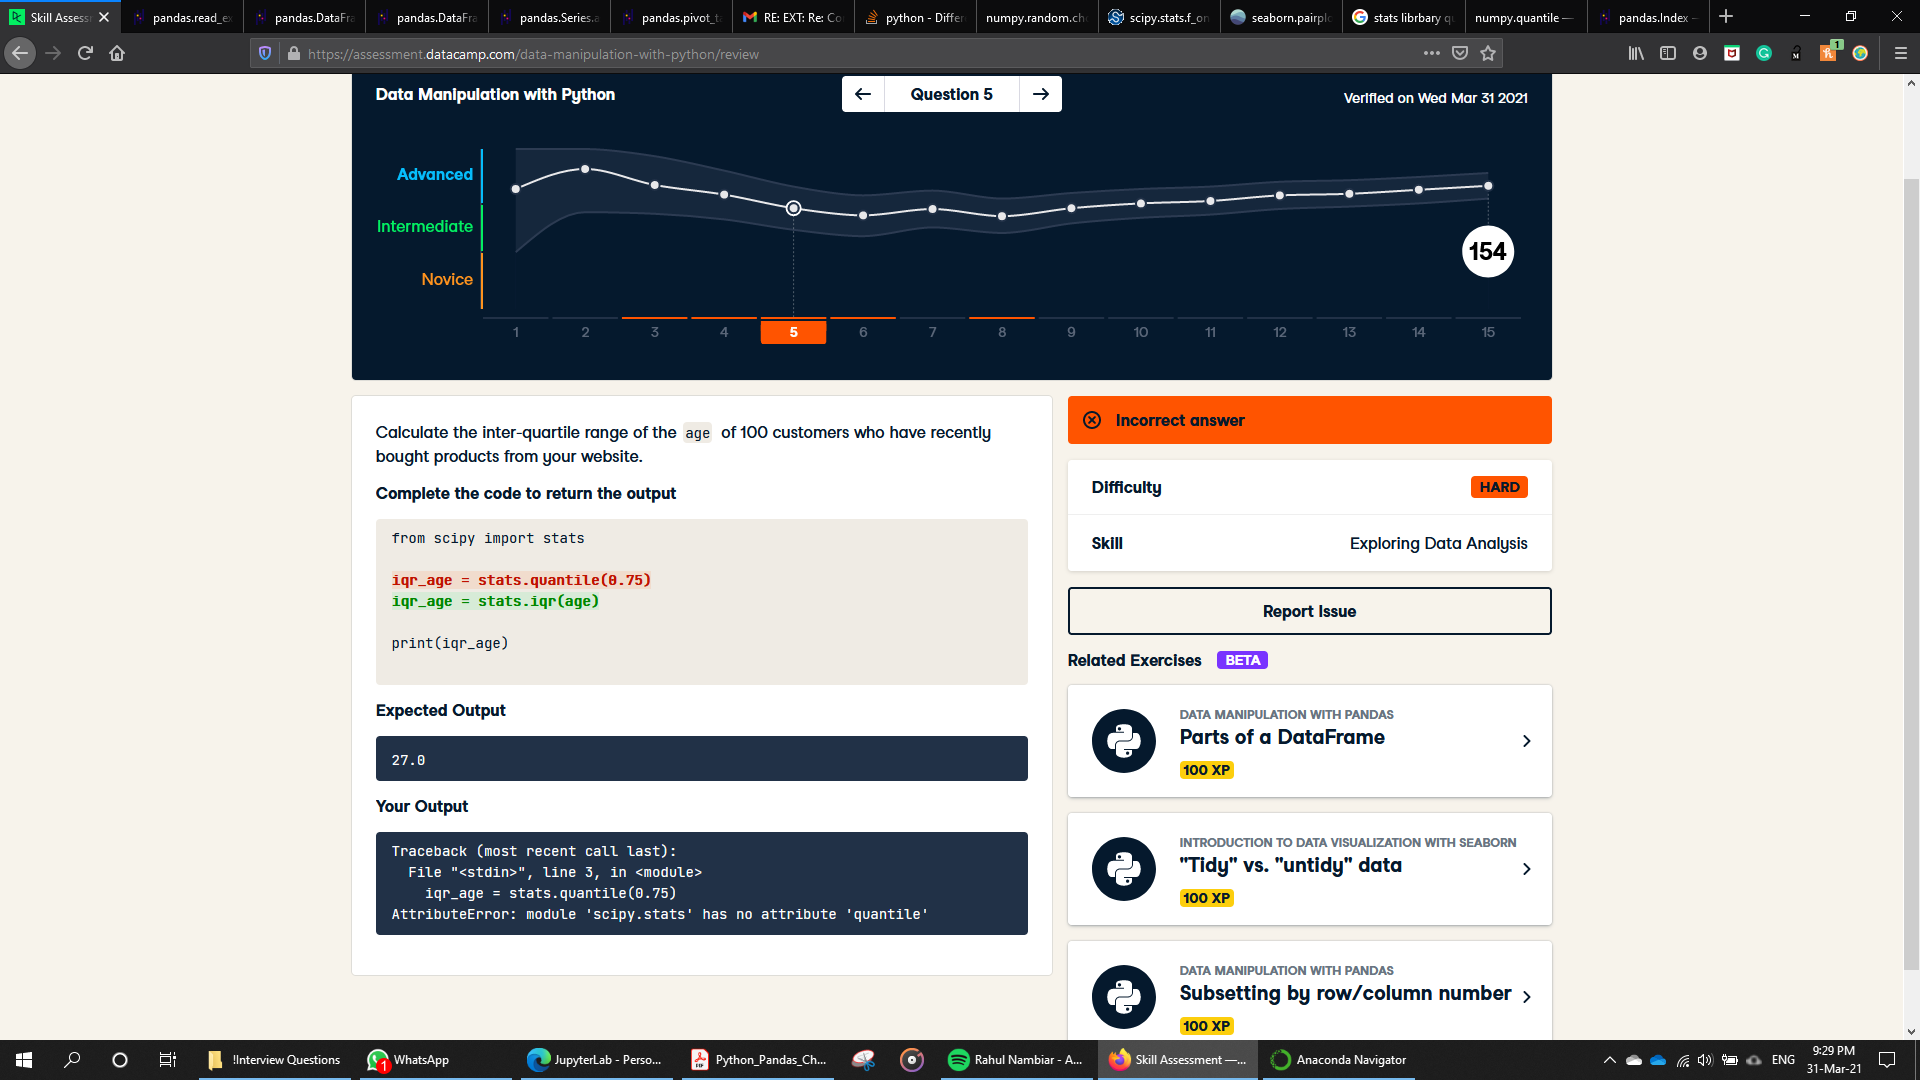 Skill Assess
pandas.read_ex
pandas.DataFra
pandas.DataFra
pandas.Series.a
pandas.pivot_ta
RE: EXT: Re: Co
python - Differ
numpy.random.cho
scipy.stats.f_on
seaborn.pairplo
stats librbary qu
numpy.quantile —
pandas.Index —
https://assessment.datacamp.com/data-manipulation-with-python/review
1
Data Manipulation with Python
Question 5
Verified on Wed Mar 31 2021
Advanced
Intermediate
Novice
154
1 2 3 4 5 6 7 8 9 10 11 12 13 14 15
Calculate the inter-quartile range of the age of 100 customers who have recently
bought products from your website.
Complete the code to return the output
from scipy import stats
iqr_age = stats.quantile(0.75)
iqr_age = stats.iqr(age)
print(iqr_age)
Expected Output
27.0
Your Output
Traceback (most recent call last):
File "<stdin>", line 3, in <module>
iqr_age = stats.quantile(0.75)
AttributeError: module 'scipy.stats' has no attribute 'quantile'
Incorrect answer
Difficulty
HARD
Skill
Exploring Data Analysis
Report Issue
Related Exercises BETA
DATA MANIPULATION WITH PANDAS
Parts of a DataFrame
100 XP
INTRODUCTION TO DATA VISUALIZATION WITH SEABORN
"Tidy" vs. "untidy" data
100 XP
DATA MANIPULATION WITH PANDAS
Subsetting by row/column number
100 XP
!Interview Questions
1
WhatsApp
JupyterLab - Perso...
Python_Pandas_Ch...
Rahul Nambiar - A...
Skill Assessment —...
Anaconda Navigator
ENG
9:29 PM
31-Mar-21